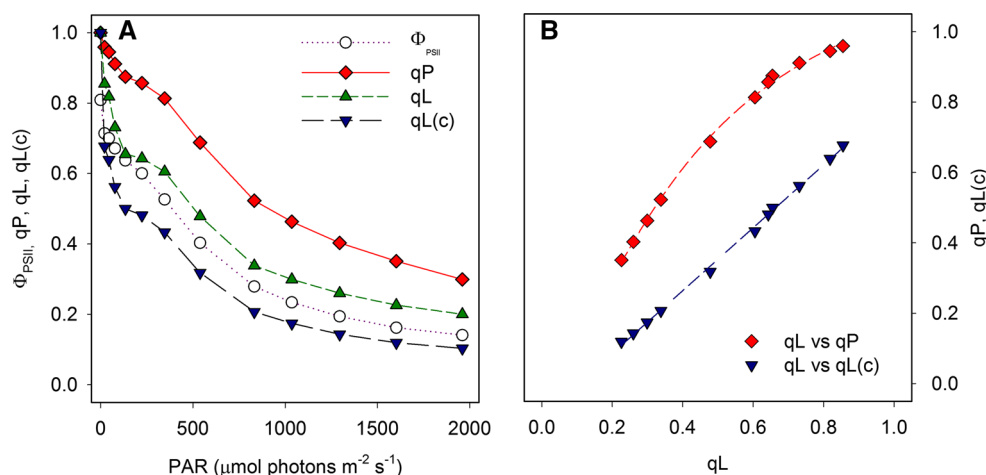 A
B
Φ_PSII
qP
qL
qL(c)
1.0
0.8
0.6
0.4
0.2
0.0
Φ_PSII, qP, qL, qL(c)
0
500
1000
1500
2000
PAR (μmol photons m⁻² s⁻¹)
qL vs qP
qL vs qL(c)
0.0
0.2
0.4
0.6
0.8
1.0
qL
1.0
0.8
0.6
0.4
0.2
0.0
qP, qL(c)